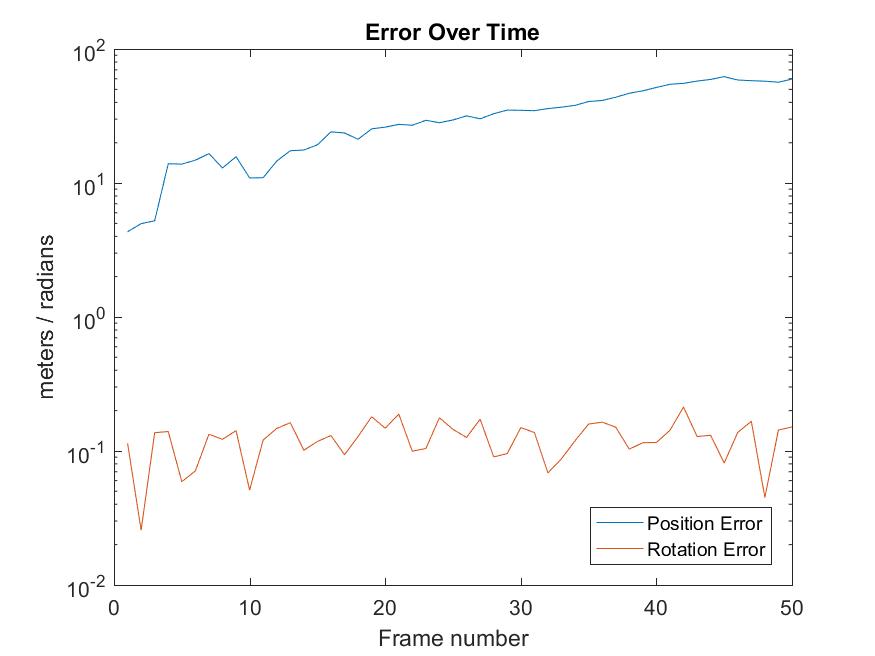 Error Over Time
10^2
10^1
10^0
10^-1
10^-2
meters / radians
0 10 20 30 40 50
Frame number
Position Error
Rotation Error